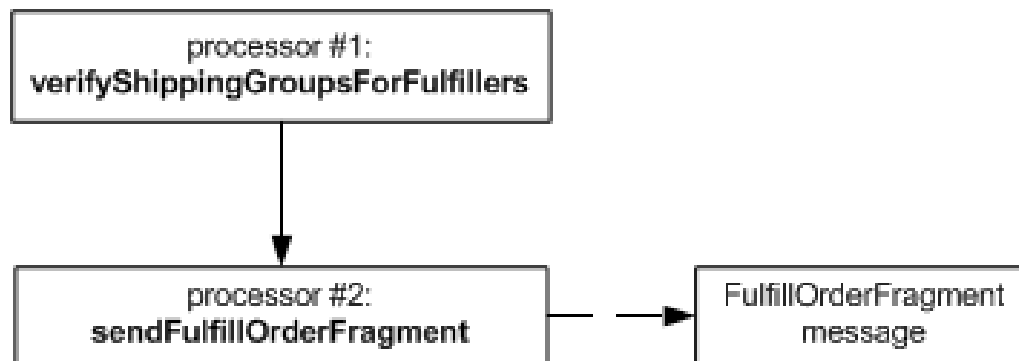 processor #1:
verifyShippingGroupsForFulfillers
processor #2:
sendFulfillOrderFragment
FulfillOrderFragment
message